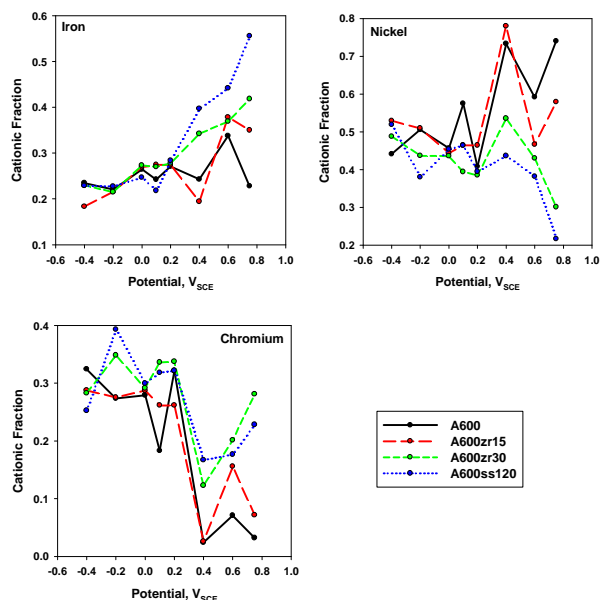 Iron
Cationic Fraction
0.6
0.5
0.4
0.3
0.2
0.1
-0.6 -0.4 -0.2 0.0 0.2 0.4 0.6 0.8 1.0
Potential, VSCE
Nickel
Cationic Fraction
0.8
0.7
0.6
0.5
0.4
0.3
0.2
-0.6 -0.4 -0.2 0.0 0.2 0.4 0.6 0.8 1.0
Potential, VSCE
Chromium
Cationic Fraction
0.4
0.3
0.2
0.1
0.0
-0.6 -0.4 -0.2 0.0 0.2 0.4 0.6 0.8 1.0
Potential, VSCE
A600
A600zr15
A600zr30
A600ss120